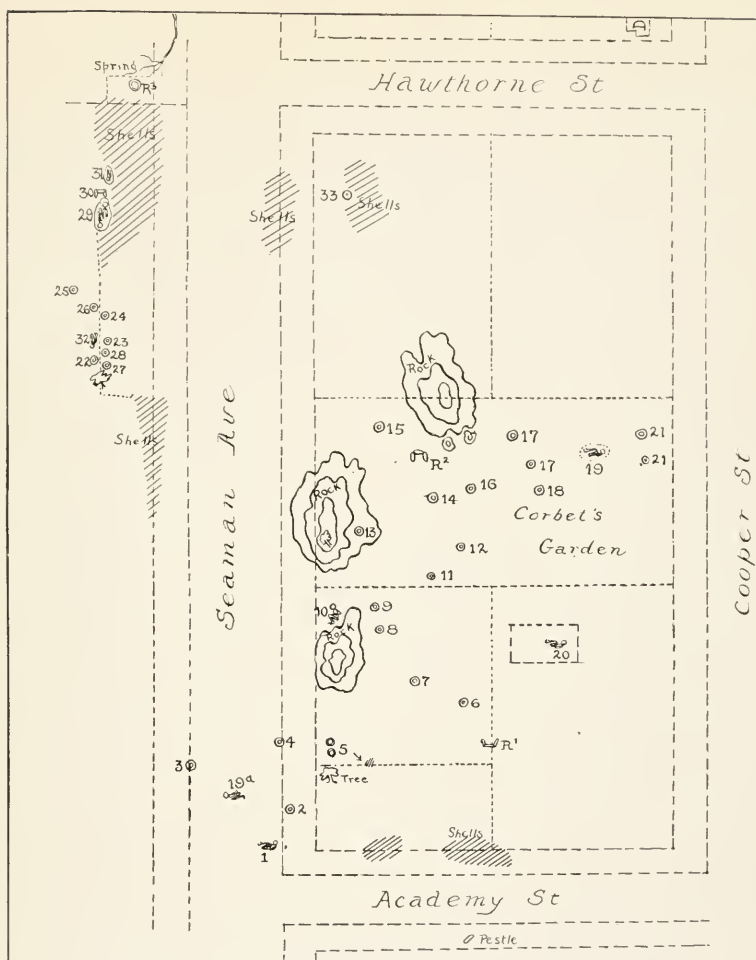 Spring
R³
Hawthorne St
Shells
31
30
29
33
Shells
Shells
25
26
24
32
23
28
22
27
Shells
Rock
15
17
21
R²
17
19
21
16
18
14
Corbet's
Garden
Rock
13
12
11
10
9
8
Rock
20
7
6
4
5
R¹
3
Tree
19ª
2
1
Shells
Seaman Ave
Cooper St
Academy St
Pestle